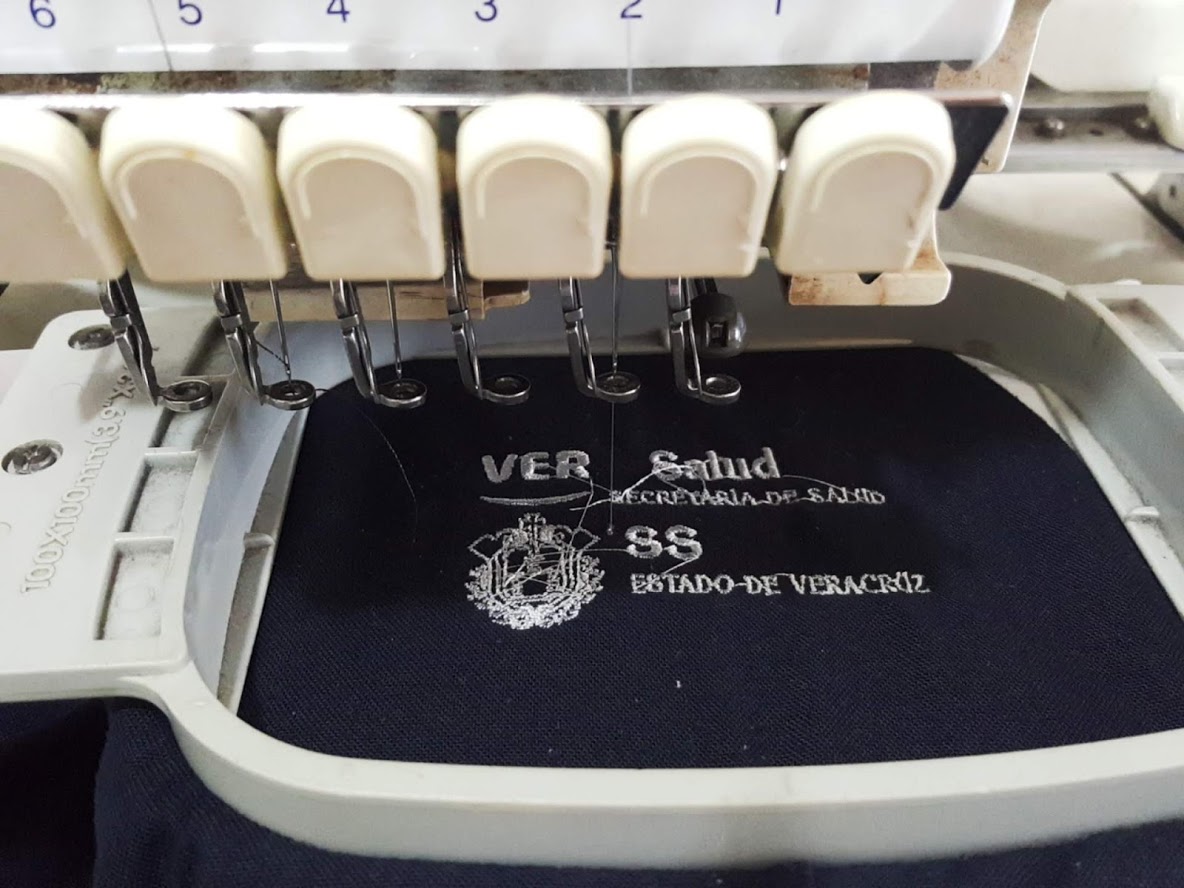 6 5 4 3 2 1
VER Salud
SECRETARIA DE SALUD
SS
ESTADO DE VERACRUZ
100X100mm(3.9"X3.9